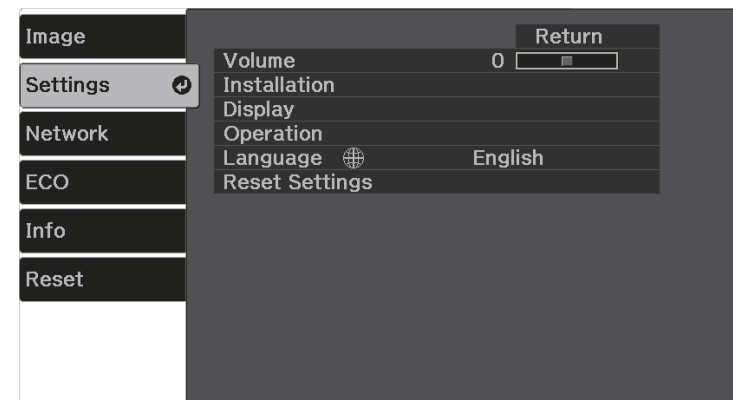 Image
Settings
Network
ECO
Info
Reset
Return
Volume 0
Installation
Display
Operation
Language English
Reset Settings